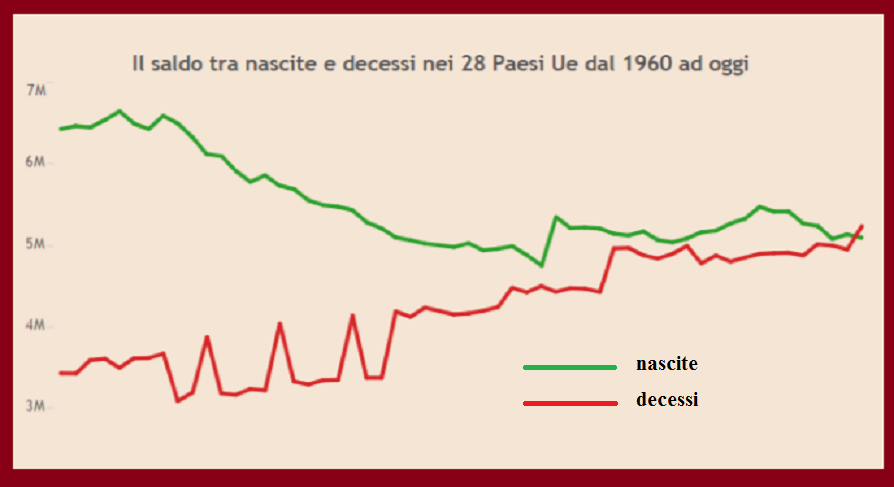 Il saldo tra nascite e decessi nei 28 Paesi Ue dal 1960 ad oggi
7M
6M
5M
4M
3M
nascite
decessi